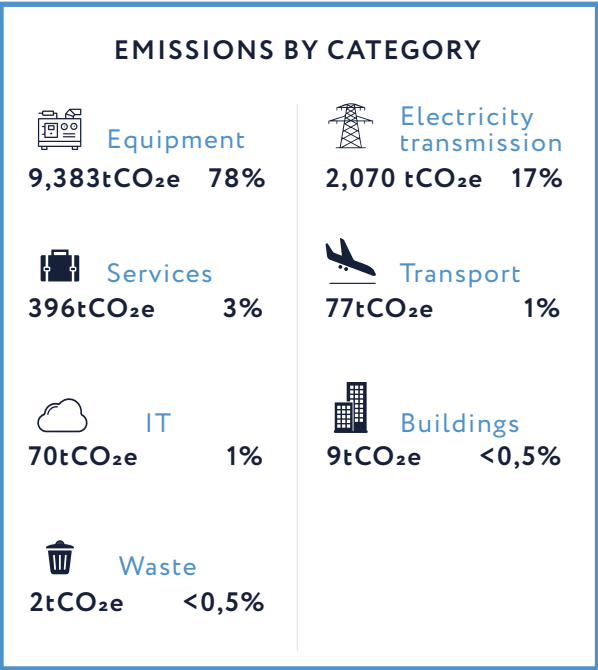 EMISSIONS BY CATEGORY
Equipment
9,383tCO₂e 78%
Electricity
transmission
2,070 tCO₂e 17%
Services
396tCO₂e 3%
Transport
77tCO₂e 1%
IT
70tCO₂e 1%
Buildings
9tCO₂e <0,5%
Waste
2tCO₂e <0,5%